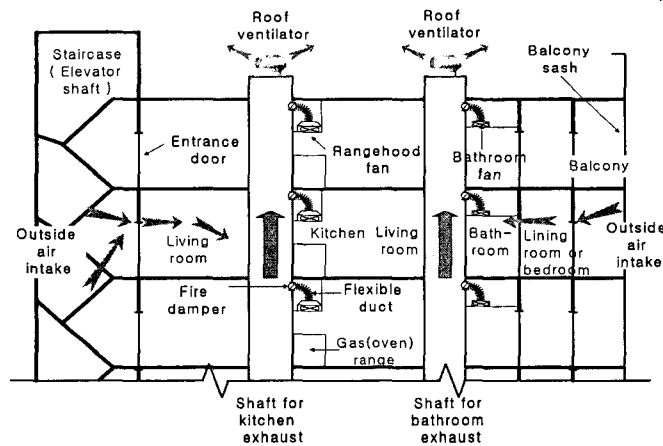 Roof
ventilator
Roof
ventilator
Staircase
( Elevator
shaft )
Balcony
sash
Entrance
door
Rangehood
fan
Bathroom
fan
Balcony
Outside
air
intake
Living
room
Kitchen
Living
room
Bath-
room
Lining
room or
bedroom
Outside
air
intake
Fire
damper
Flexible
duct
Gas(oven)
range
Shaft for
kitchen
exhaust
Shaft for
bathroom
exhaust